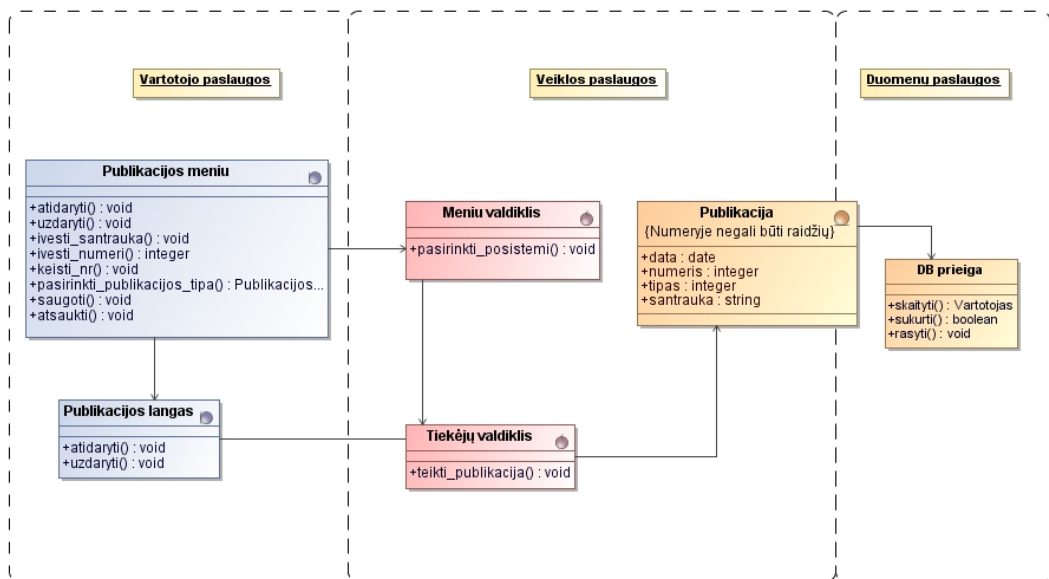 Vartotojo paslaugos
Veiklos paslaugos
Duomenų paslaugos
Publikacijos meniu
+atidaryti() : void
+uzdaryti() : void
+ivesti_santrauka() : void
+ivesti_numeri() : integer
+keisti_nr() : void
+pasirinkti_publikacijos_tipa() : Publikacijos...
+saugoti() : void
+atsaukti() : void
Meniu valdiklis
+pasirinkti_posistemi() : void
Publikacija
{Numeryje negali būti raidžių}
+data : date
+numeris : integer
+tipas : integer
+santrauka : string
DB prieiga
+skaityti() : Vartotojas
+sukurti() : boolean
+rasyti() : void
Publikacijos langas
+atidaryti() : void
+uzdaryti() : void
Tiekėjų valdiklis
+teikti_publikacija() : void